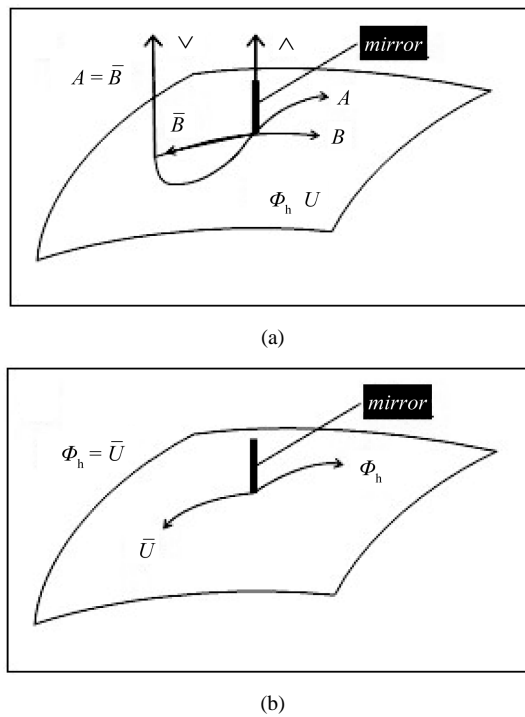 ∨ ∧ mirror
A = B̅
B̅ A
B
Φₕ U
(a)
mirror
Φₕ = U̅
Φₕ
U̅
(b)